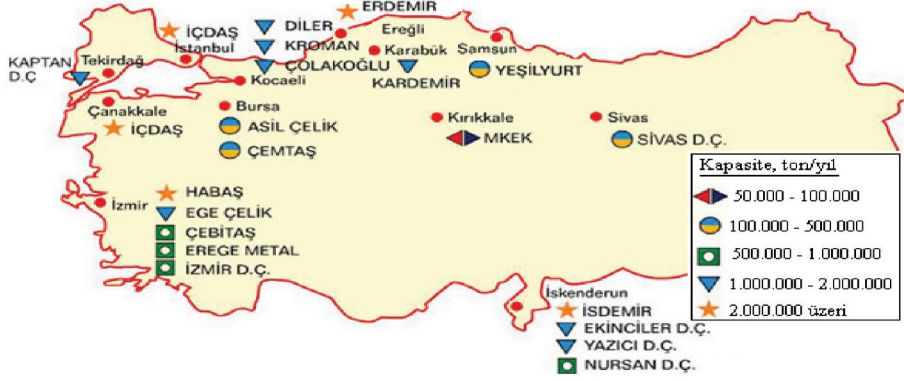 ERDEMİR
İÇDAŞ
DİLER
Ereğli
İstanbul
KROMAN
Karabük
Samşun
KAPTAN
D.Ç
Tekirdağ
ÇOLAKOĞLU
YEŞİLYURT
Kocaeli
KARDEMİR
Çanakkale
Bursa
Kırıkkale
Sivas
İÇDAŞ
ASİL ÇELİK
MKEK
SİVAS D.Ç.
ÇEMTAŞ
Kapasite, ton/yıl
50.000 - 100.000
100.000 - 500.000
500.000 - 1.000.000
1.000.000 - 2.000.000
2.000.000 üzeri
İzmir
HABAŞ
EGE ÇELİK
ÇEBİTAŞ
EREGE METAL
İZMİR D.Ç.
İskenderun
İSDEMİR
EKİNCİLER D.Ç.
YAZICI D.Ç.
NURSAN D.Ç.